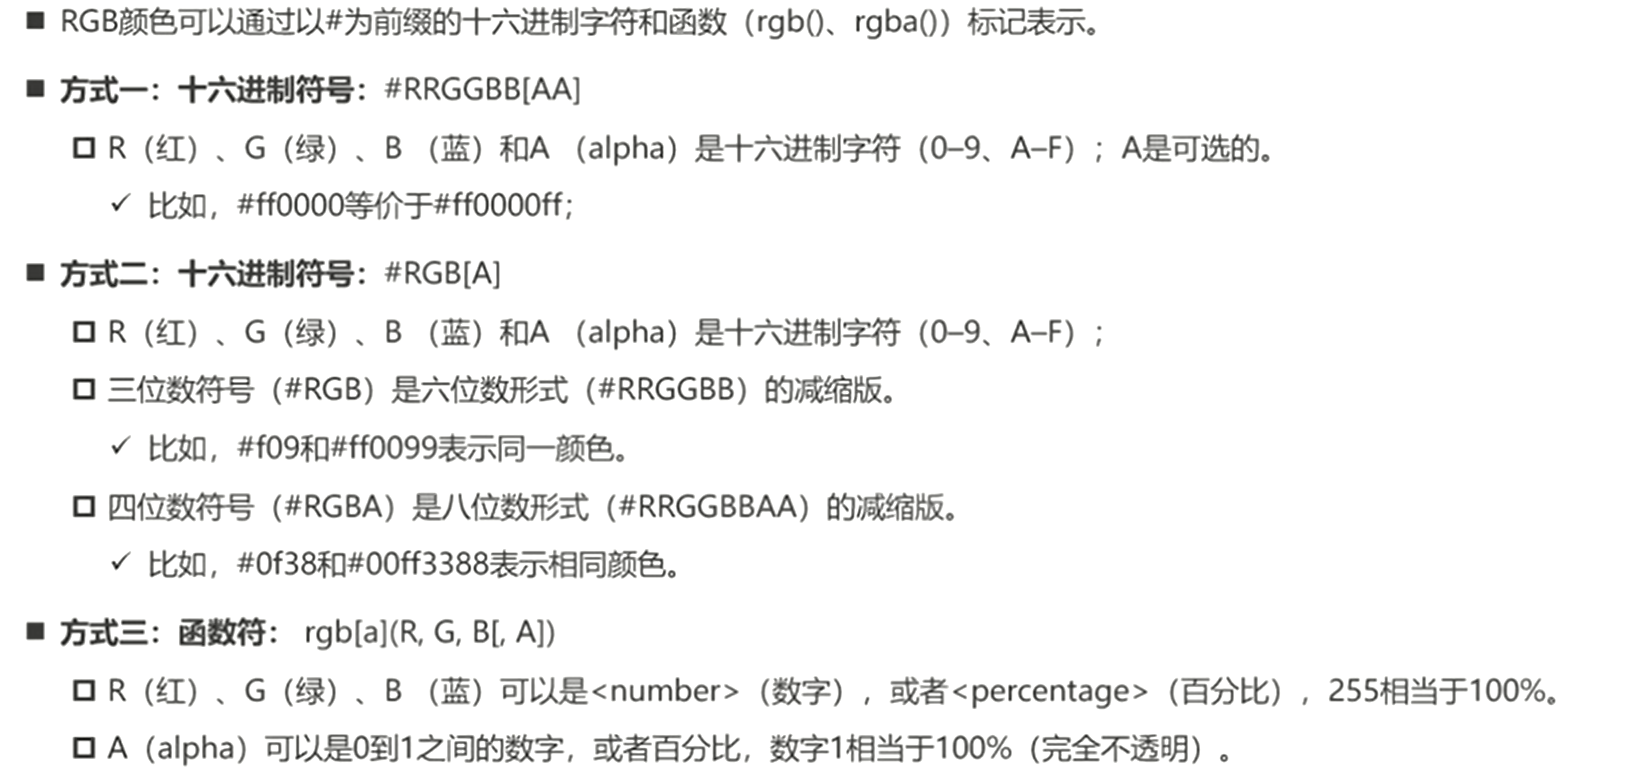 ■ RGB颜色可以通过以#为前缀的十六进制字符和函数（rgb()、rgba()）标记表示。
■ 方式一：十六进制符号：#RRGGBB[AA]
R（红）、G（绿）、B （蓝）和A （alpha）是十六进制字符（0–9、A–F）；A是可选的。
✓ 比如，#ff0000等价于#ff0000ff；
■ 方式二：十六进制符号：#RGB[A]
R（红）、G（绿）、B （蓝）和A （alpha）是十六进制字符（0–9、A–F）；
三位数符号（#RGB）是六位数形式（#RRGGBB）的减缩版。
✓ 比如，#f09和#ff0099表示同一颜色。
四位数符号（#RGBA）是八位数形式（#RRGGBBAA）的减缩版。
✓ 比如，#0f38和#00ff3388表示相同颜色。
■ 方式三：函数符： rgb[a](R, G, B[, A])
R（红）、G（绿）、B （蓝）可以是<number>（数字），或者<percentage>（百分比），255相当于100%。
A（alpha）可以是0到1之间的数字，或者百分比，数字1相当于100%（完全不透明）。